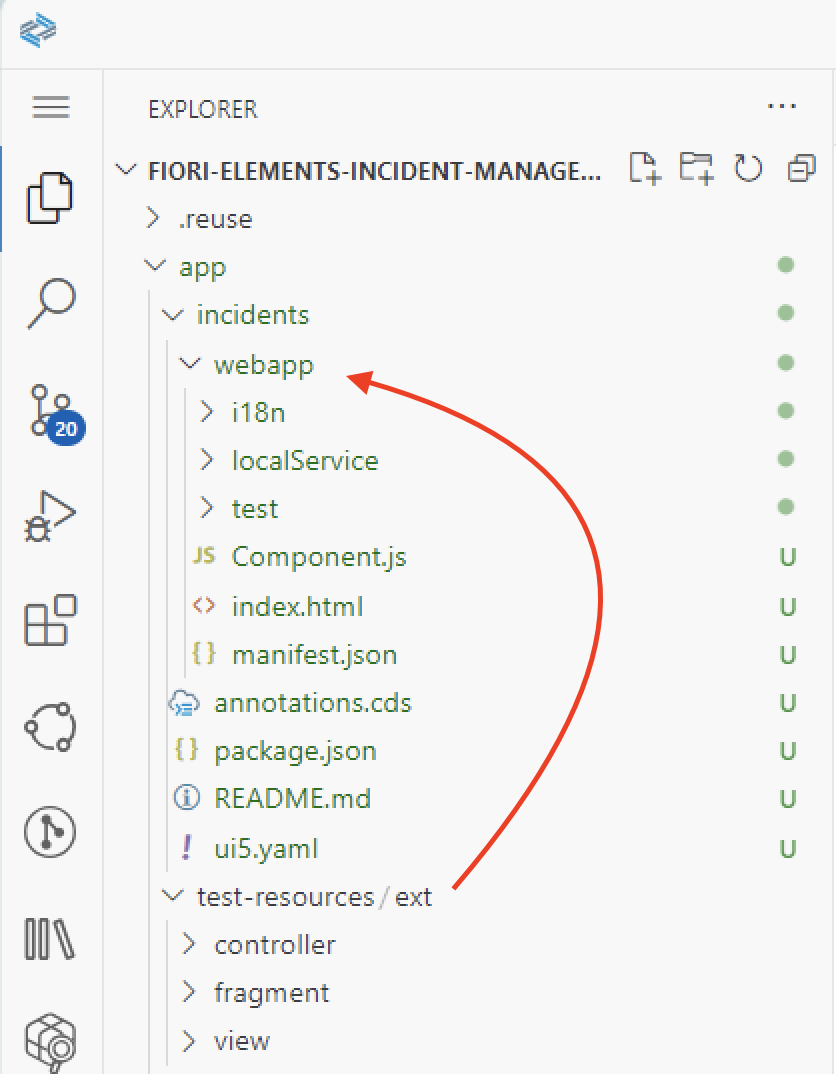 EXPLORER
FIORI-ELEMENTS-INCIDENT-MANAGE...
.reuse
app
incidents
webapp
i18n
20
localService
test
JS Component.js U
<> index.html U
{} manifest.json U
annotations.cds U
{} package.json U
README.md U
! ui5.yaml U
test-resources / ext
controller
fragment
view